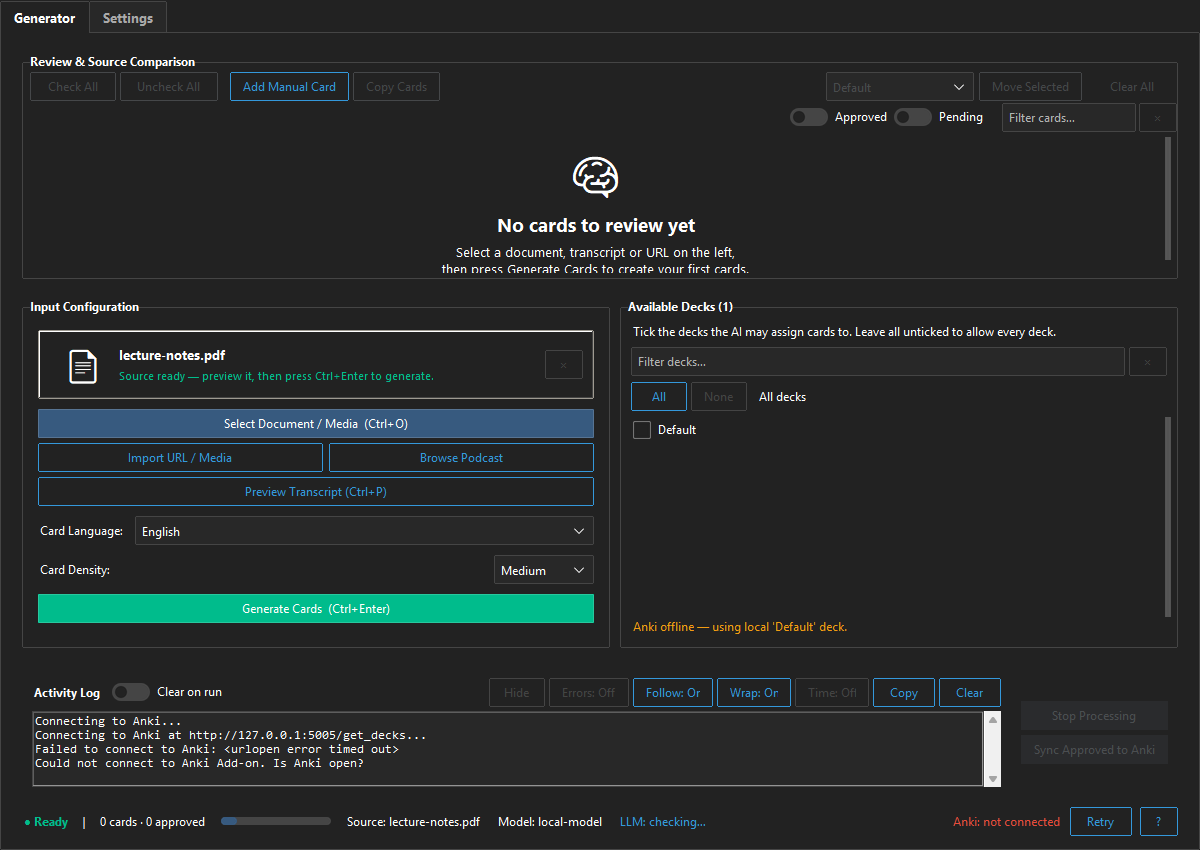 Generator Settings
Review & Source Comparison
Check All Uncheck All Add Manual Card Copy Cards Default Move Selected Clear All
Approved Pending Filter cards... ×
No cards to review yet
Select a document, transcript or URL on the left,
then press Generate Cards to create your first cards.
Input Configuration
lecture-notes.pdf
Source ready — preview it, then press Ctrl+Enter to generate.
×
Select Document / Media (Ctrl+O)
Import URL / Media Browse Podcast
Preview Transcript (Ctrl+P)
Card Language: English
Card Density: Medium
Generate Cards (Ctrl+Enter)
Available Decks (1)
Tick the decks the AI may assign cards to. Leave all unticked to allow every deck.
Filter decks... ×
All None All decks
Default
Anki offline — using local 'Default' deck.
Activity Log Clear on run Hide Errors: Off Follow: On Wrap: On Time: Off Copy Clear
Connecting to Anki...
Connecting to Anki at http://127.0.0.1:5005/get_decks...
Failed to connect to Anki: <urlopen error timed out>
Could not connect to Anki Add-on. Is Anki open?
Stop Processing
Sync Approved to Anki
● Ready | 0 cards · 0 approved Source: lecture-notes.pdf Model: local-model LLM: checking... Anki: not connected Retry ?